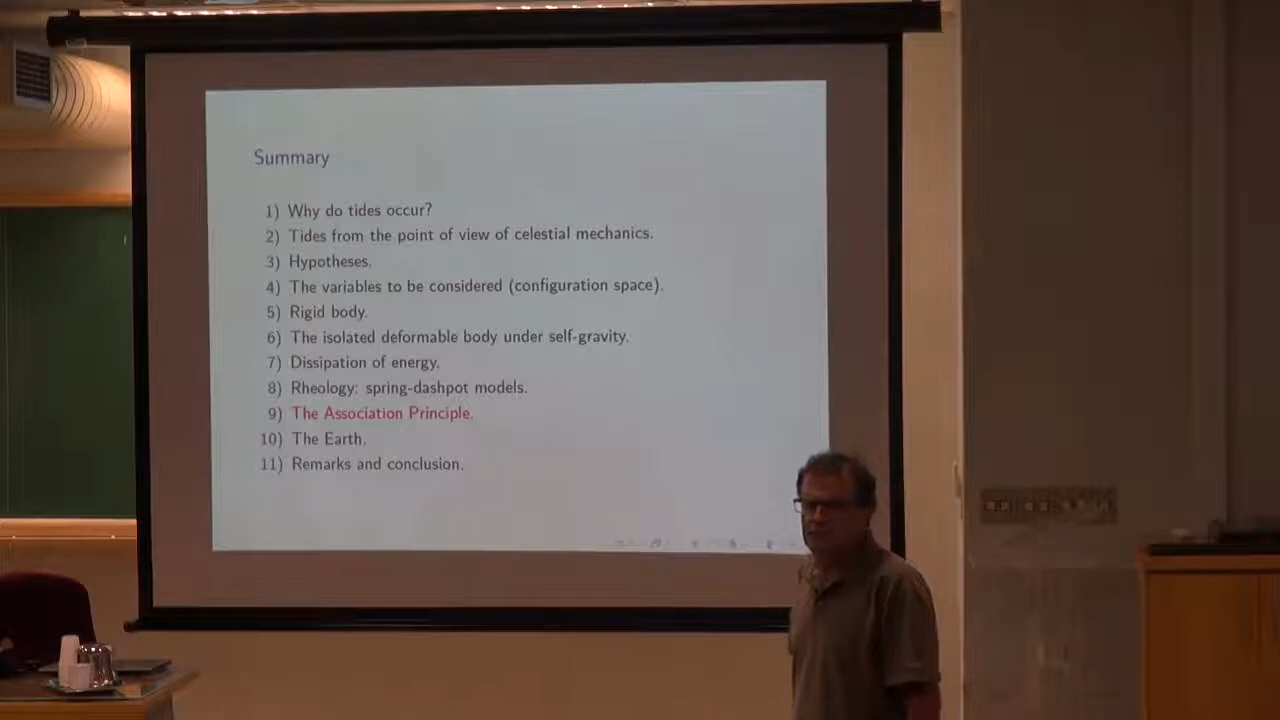 Summary
1) Why do tides occur?
2) Tides from the point of view of celestial mechanics.
3) Hypotheses.
4) The variables to be considered (configuration space).
5) Rigid body.
6) The isolated deformable body under self-gravity.
7) Dissipation of energy.
8) Rheology: spring-dashpot models.
9) The Association Principle.
10) The Earth.
11) Remarks and conclusion.